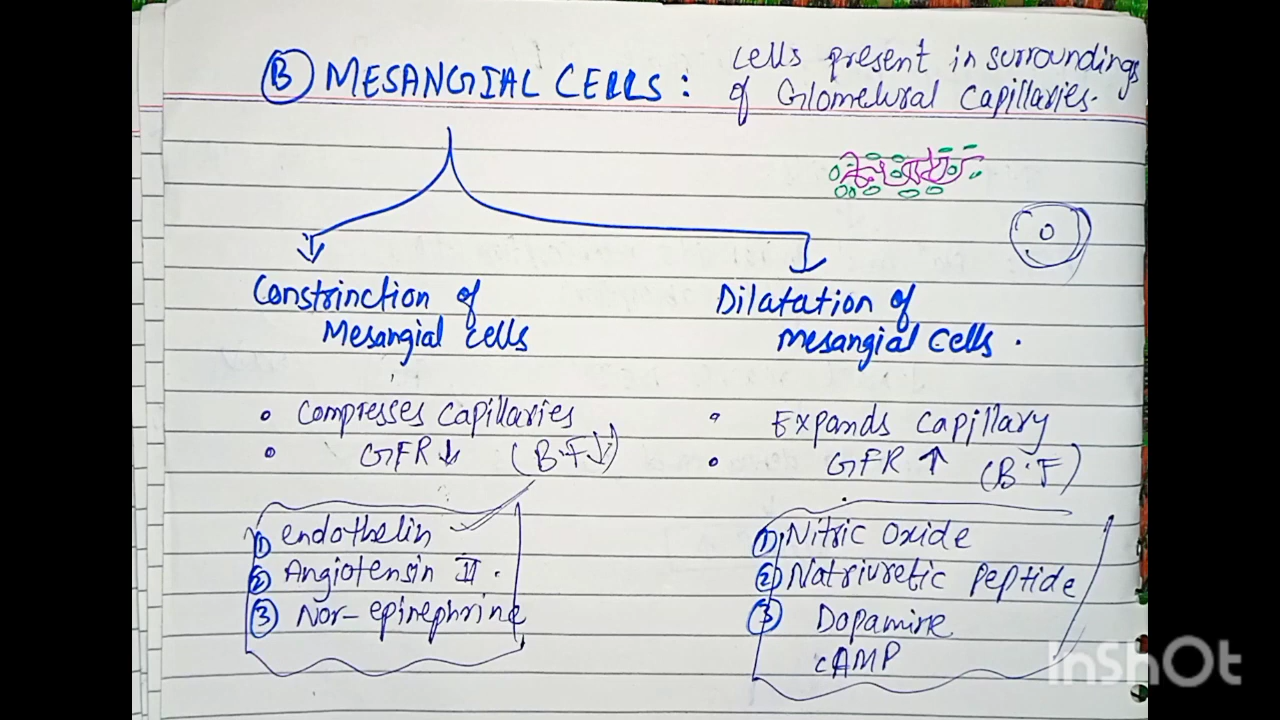 B MESANGIAL CELLS :
cells present in surroundings
of Glomelural capillaries.
Constrinction of
Mesangial cells
Dilatation of
Mesangial cells .
• Compresses capillaries
• GFR ↓ (B.F↓)
1 endothelin
2 Angiotensin II .
3 Nor-epinephrine
• Expands capillary
• GFR ↑ (B.F)
1 Nitric Oxide
2 Natriuretic peptide
3 Dopamine
cAMP
InShOt